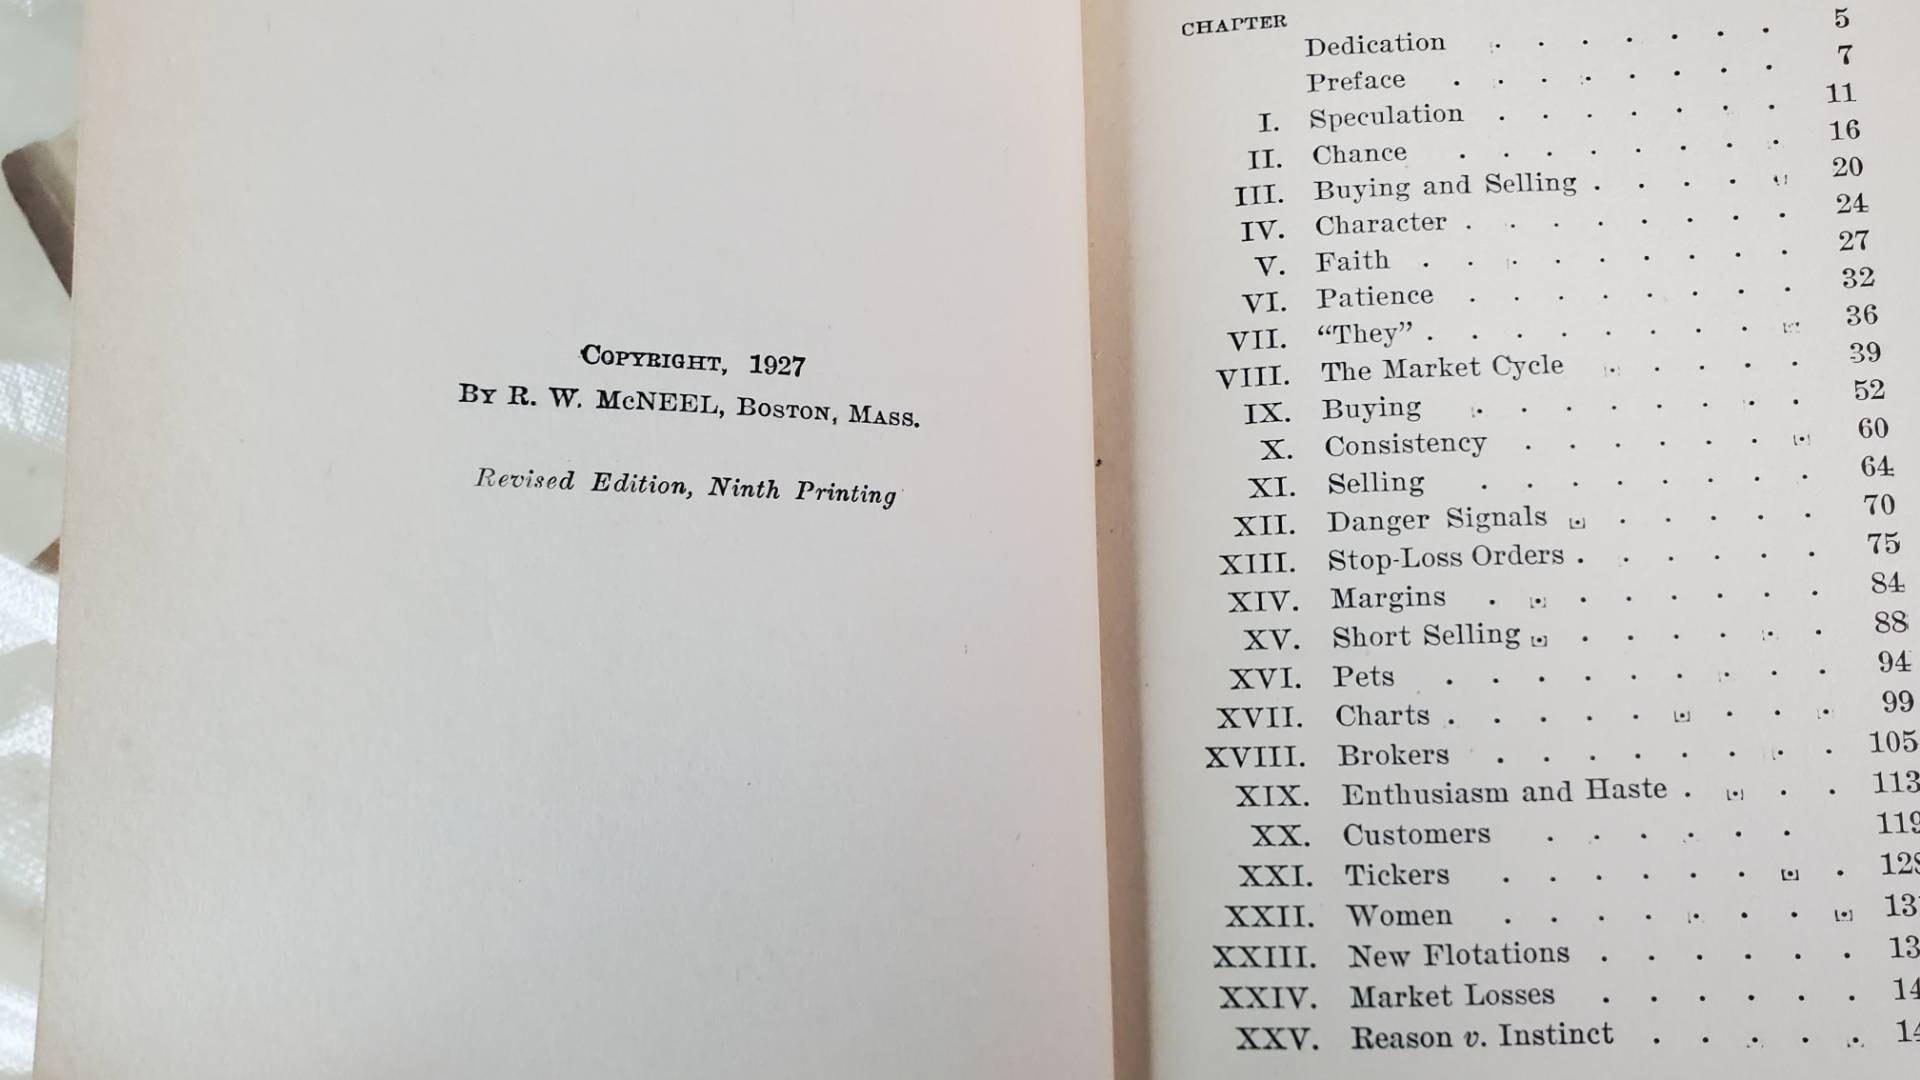 COPYRIGHT, 1927
BY R. W. MCNEEL, BOSTON, MASS.
Revised Edition, Ninth Printing
CHAPTER
Dedication . . . . . . . 5
Preface . . . . . . . . 7
I. Speculation . . . . . . . 11
II. Chance . . . . . . . . 16
III. Buying and Selling . . . . . 20
IV. Character . . . . . . . . 24
V. Faith . . . . . . . . . 27
VI. Patience . . . . . . . . 32
VII. “They” . . . . . . . . . 36
VIII. The Market Cycle . . . . . 39
IX. Buying . . . . . . . . 52
X. Consistency . . . . . . . 60
XI. Selling . . . . . . . . 64
XII. Danger Signals . . . . . . 70
XIII. Stop-Loss Orders . . . . . . 75
XIV. Margins . . . . . . . . 84
XV. Short Selling . . . . . . . 88
XVI. Pets . . . . . . . . . 94
XVII. Charts . . . . . . . . . 99
XVIII. Brokers . . . . . . . . 105
XIX. Enthusiasm and Haste . . . . 113
XX. Customers . . . . . . 119
XXI. Tickers . . . . . . . .
XXII. Women . . . . . . . .
XXIII. New Flotations . . . . . .
XXIV. Market Losses . . . . . .
XXV. Reason v. Instinct . . . . .